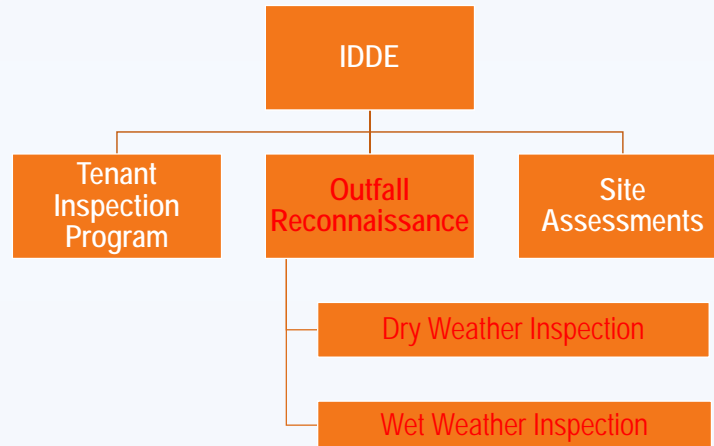 IDDE
Tenant
Inspection
Program
Outfall
Reconnaissance
Site
Assessments
Dry Weather Inspection
Wet Weather Inspection